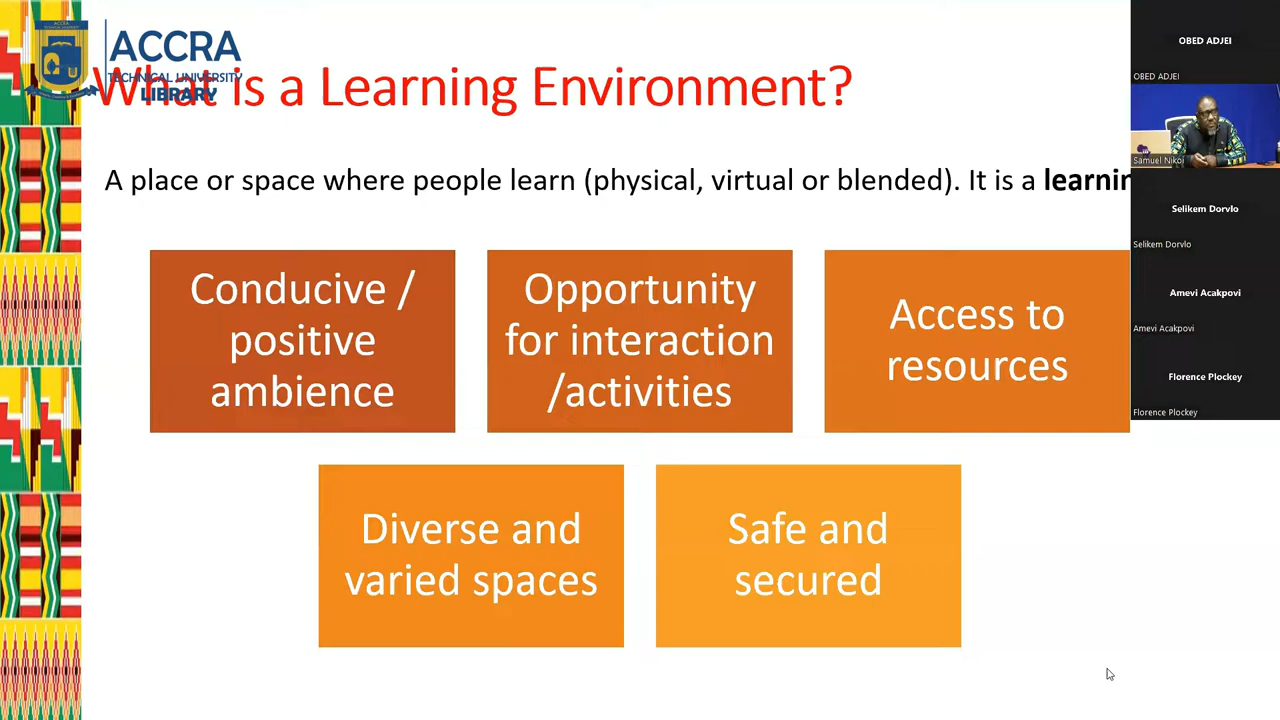 ACCRA
TECHNICAL UNIVERSITY
LIBRARY
What is a Learning Environment?
A place or space where people learn (physical, virtual or blended). It is a
Conducive /
positive
ambience
Opportunity
for interaction
/activities
Access to
resources
Diverse and
varied spaces
Safe and
secured
OBED ADJEI
OBED ADJEI
Samuel
Selikem Dorvlo
Selikem Dorvlo
Amevi Acakpovi
Amevi Acakpovi
Florence Plockey
Florence Plockey